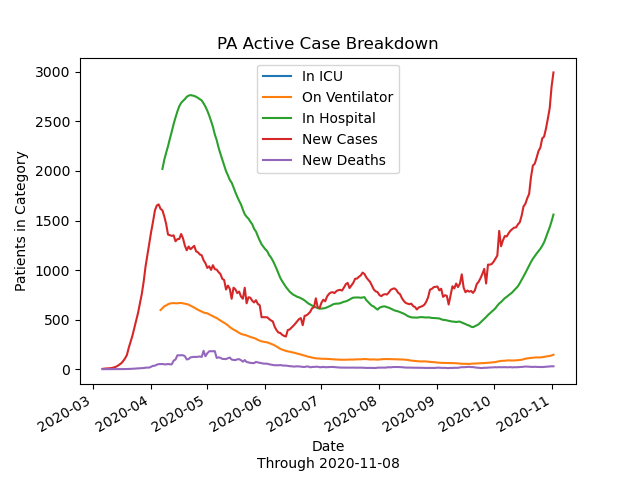 PA Active Case Breakdown
In ICU
On Ventilator
In Hospital
New Cases
New Deaths
Patients in Category
3000
2500
2000
1500
1000
500
0
2020-03
2020-04
2020-05
2020-06
2020-07
2020-08
2020-09
2020-10
2020-11
Date
Through 2020-11-08